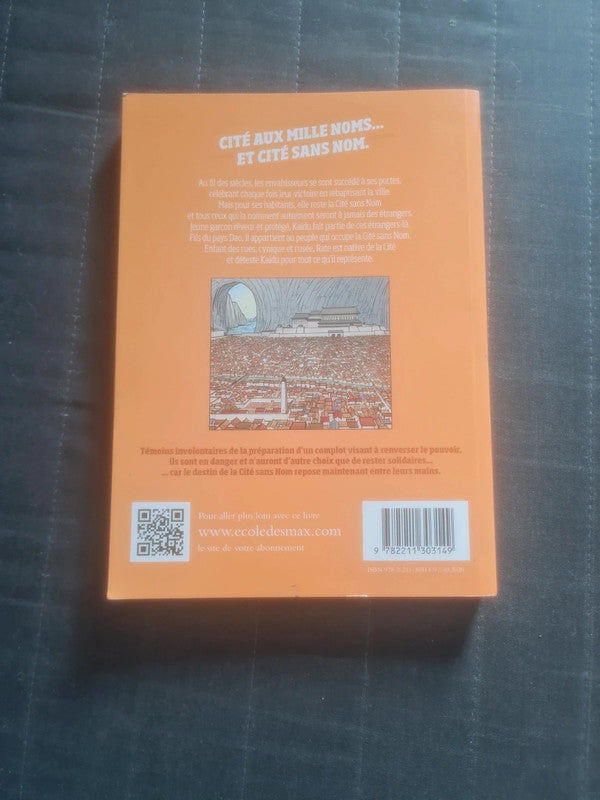 CITÉ AUX MILLE NOMS...
ET CITÉ SANS NOM.
Au fil des siècles, les envahisseurs se sont succédé à ses portes,
célébrant chaque fois leur victoire en rebaptisant la ville.
Mais pour ses habitants, elle reste la Cité sans Nom
et tous ceux qui la nomment autrement seront à jamais des étrangers.
Jeune garçon rêveur et protégé, Kaidu fait partie de ces étrangers-là.
Fils du pays Dao, il appartient au peuple qui occupe la Cité sans Nom.
Enfant des rues, cynique et rusée, Rate est native de la Cité
et déteste Kaidu pour tout ce qu'il représente.
Témoins involontaires de la préparation d'un complot visant à renverser le pouvoir,
ils sont en danger et n'auront d'autre choix que de rester solidaires...
... car le destin de la Cité sans Nom repose maintenant entre leurs mains.
Pour aller plus loin avec ce livre
www.ecoledesmax.com
le site de votre abonnement
9 782211 303149
ISBN 978-2-211-